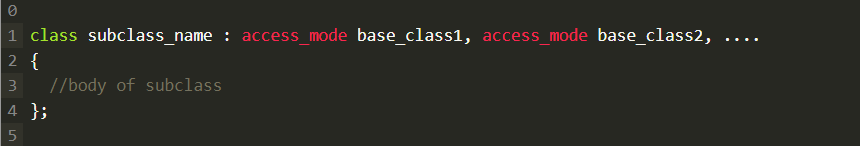 0
1 class subclass_name : access_mode base_class1, access_mode base_class2, ....
2 {
3   //body of subclass
4 };
5